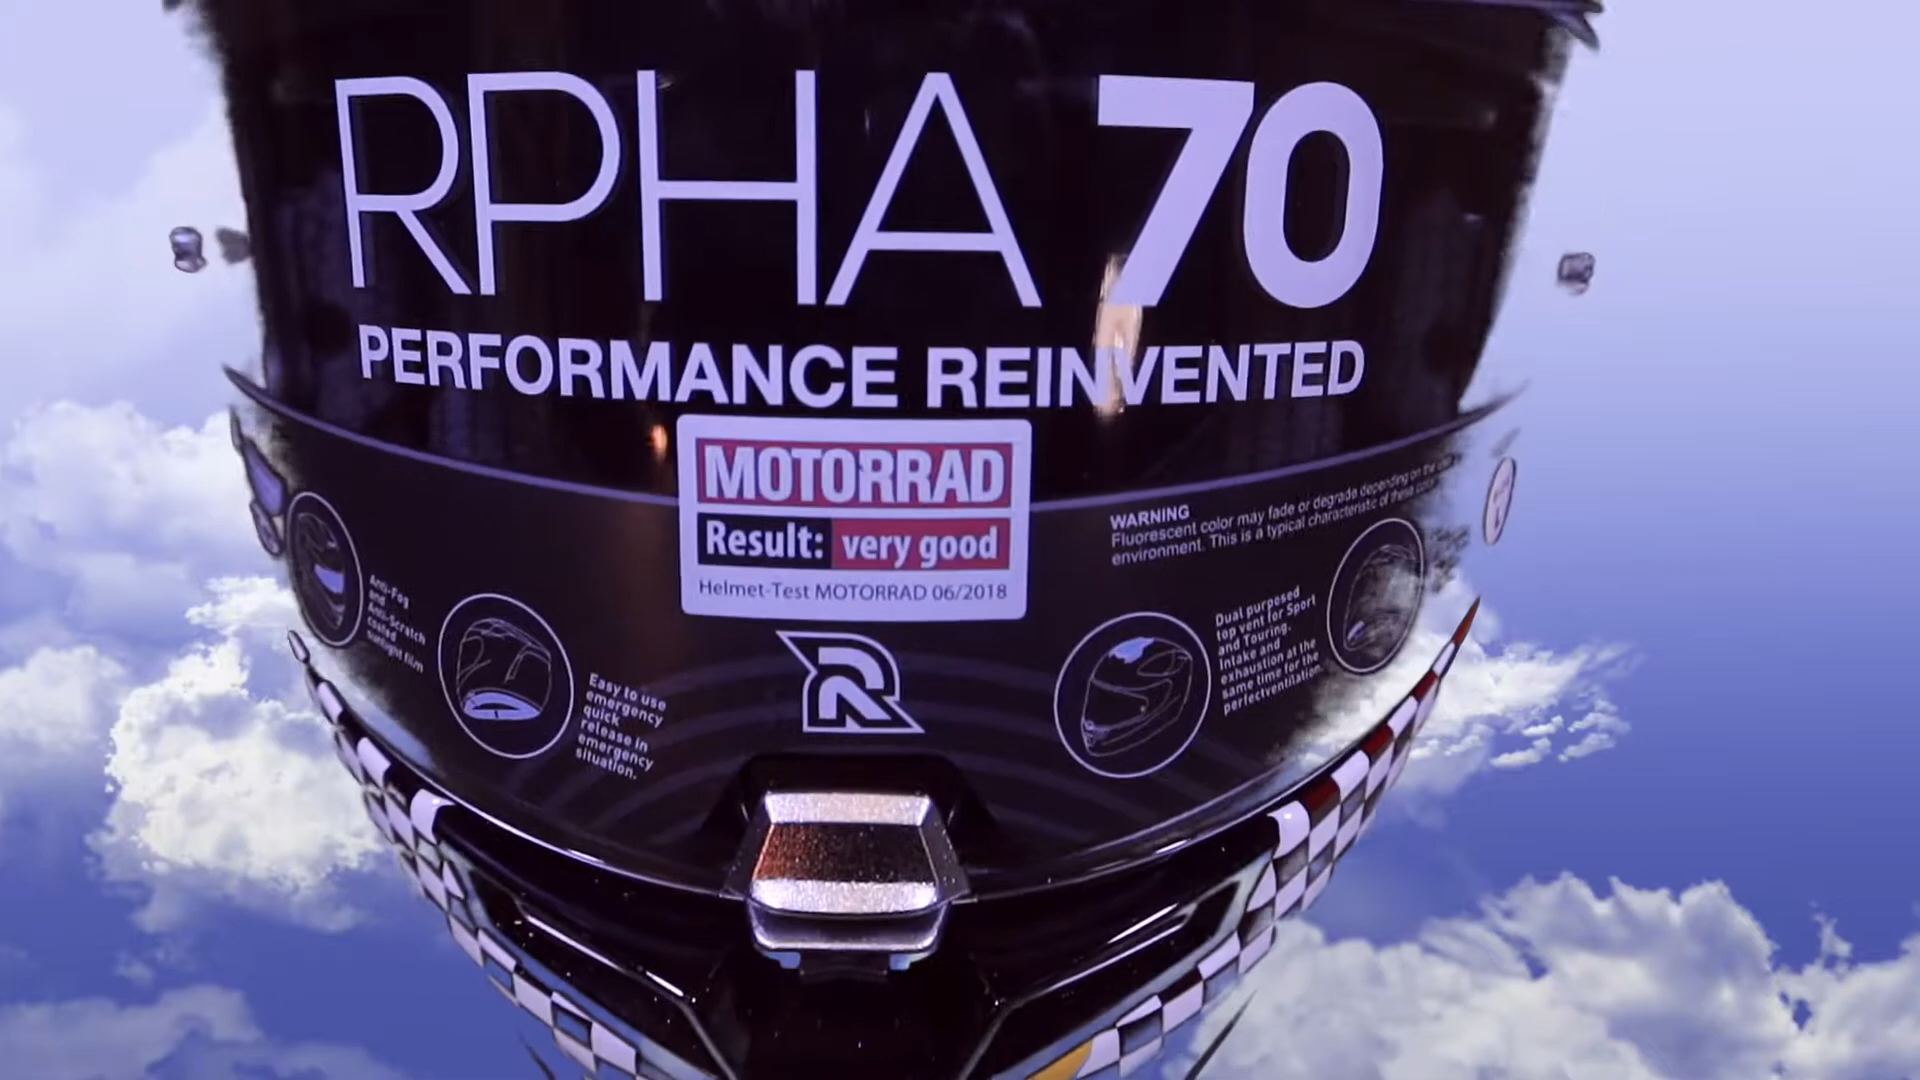 RPHA 70
PERFORMANCE REINVENTED
MOTORRAD
Result: very good
Helmet-Test MOTORRAD 06/2018
WARNING
Fluorescent color may fade or degrade depending on the
environment. This is a typical characteristic of these color
Anti-Fog
and
Anti-Scratch
coated
sunlight film
Easy to use
emergency
quick
release in
emergency
situation.
Dual purposed
top vent for Sport
and Touring.
Intake and
exhaustion at the
same time for the
perfectventilation.